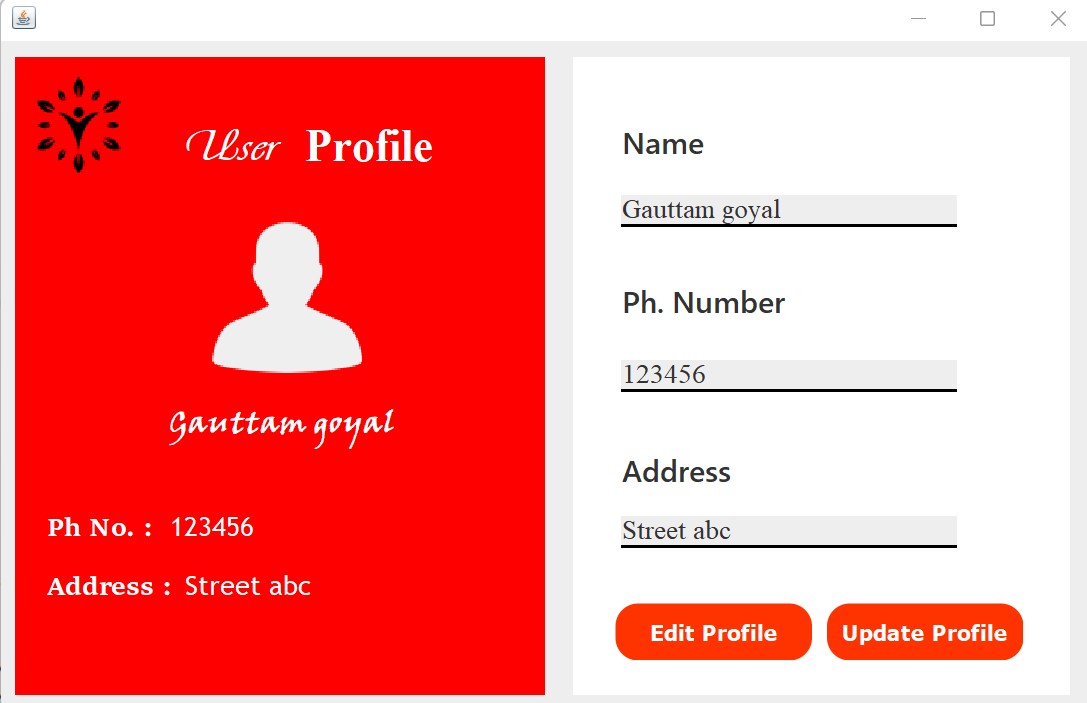 User Profile
Gauttam goyal
Ph No. : 123456
Address : Street abc
Name
Gauttam goyal
Ph. Number
123456
Address
Street abc
Edit Profile
Update Profile